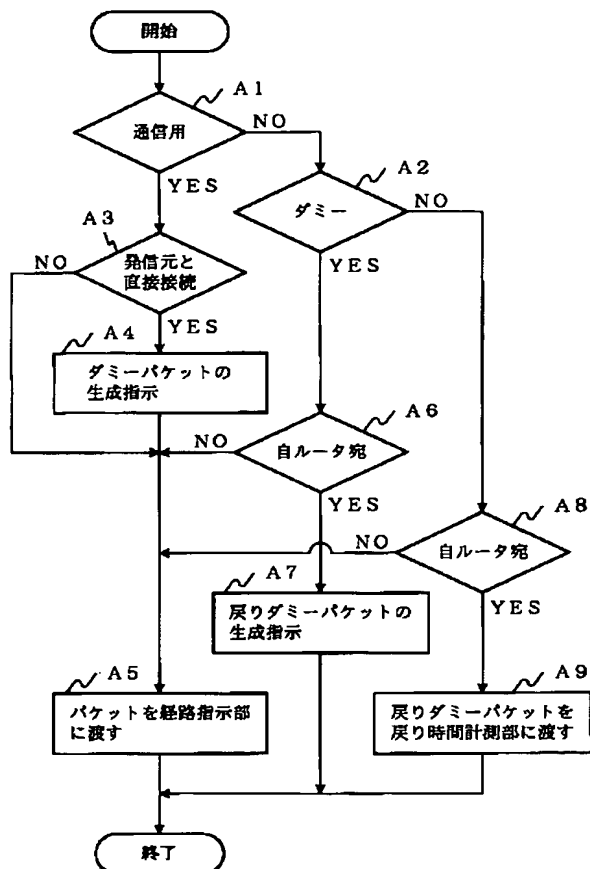 開始
A1
通信用
NO
YES
A2
ダミー
NO
YES
A3
発信元と
直接接続
NO
YES
A4
ダミーパケットの
生成指示
A6
自ルータ宛
NO
YES
A8
自ルータ宛
NO
YES
A7
戻りダミーパケットの
生成指示
A5
パケットを経路指示部
に渡す
A9
戻りダミーパケットを
戻り時間計測部に渡す
終了